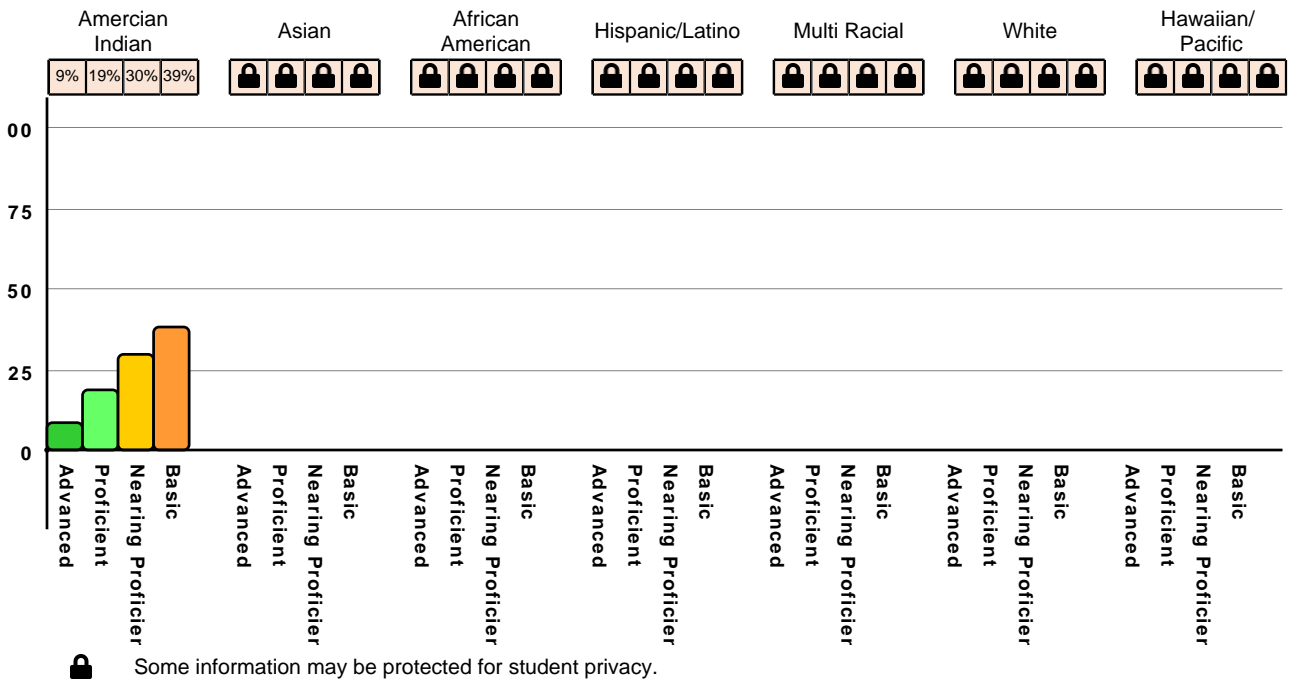 Amercian
Indian
Asian
African
American
Hispanic/Latino
Multi Racial
White
Hawaiian/
Pacific
9% 19% 30% 39%
00
75
50
25
0
Advanced
Proficient
Nearing Proficier
Basic
Advanced
Proficient
Nearing Proficier
Basic
Advanced
Proficient
Nearing Proficier
Basic
Advanced
Proficient
Nearing Proficier
Basic
Advanced
Proficient
Nearing Proficier
Basic
Advanced
Proficient
Nearing Proficier
Basic
Advanced
Proficient
Nearing Proficier
Basic
Some information may be protected for student privacy.